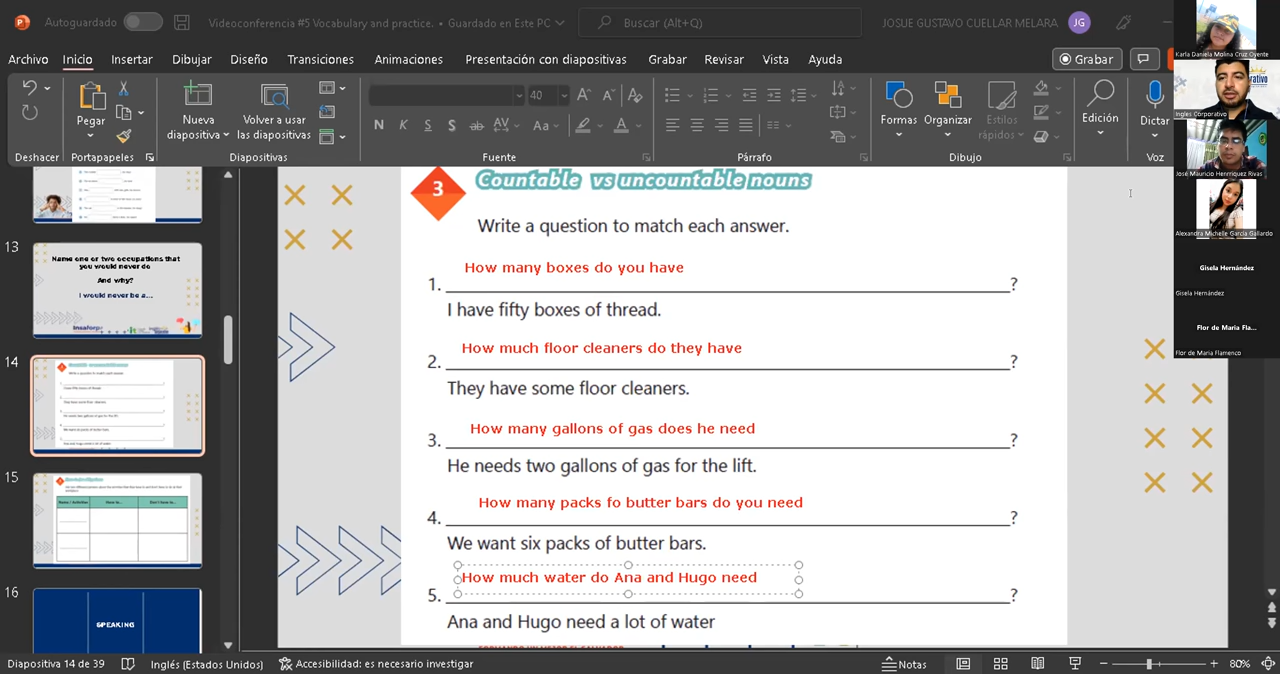 Autoguardado
Videoconferencia #5 Vocabulary and practice. • Guardado en Este PC
Buscar (Alt+Q)
JOSUE GUSTAVO CUELLAR MELARA
JG
Archivo Inicio Insertar Dibujar Diseño Transiciones Animaciones Presentación con diapositivas Grabar Revisar Vista Ayuda
Grabar
Pegar
Nueva diapositiva
Volver a usar las diapositivas
40
N K S S ab AV Aa A
Formas Organizar Estilos rápidos
Edición
Dictar
Deshacer Portapapeles Diapositivas Fuente Párrafo Dibujo Voz
Karla Daniela Molina Cruz Oyente
Ingles Corporativo
José Mauricio Henrriquez Rivas
Alexandra Michelle Garcia Gallardo
Gisela Hernández
Gisela Hernández
Flor de Maria Fla...
Flor de Maria Flamenco
13
Name one or two occupations that
you would never do
And why?
I would never be a...
14
15
16
SPEAKING
3
Countable vs uncountable nouns
Write a question to match each answer.
How many boxes do you have
1. ?
I have fifty boxes of thread.
How much floor cleaners do they have
2. ?
They have some floor cleaners.
How many gallons of gas does he need
3. ?
He needs two gallons of gas for the lift.
How many packs fo butter bars do you need
4. ?
We want six packs of butter bars.
How much water do Ana and Hugo need
5. ?
Ana and Hugo need a lot of water
Diapositiva 14 de 39
Inglés (Estados Unidos)
Accesibilidad: es necesario investigar
Notas
80%